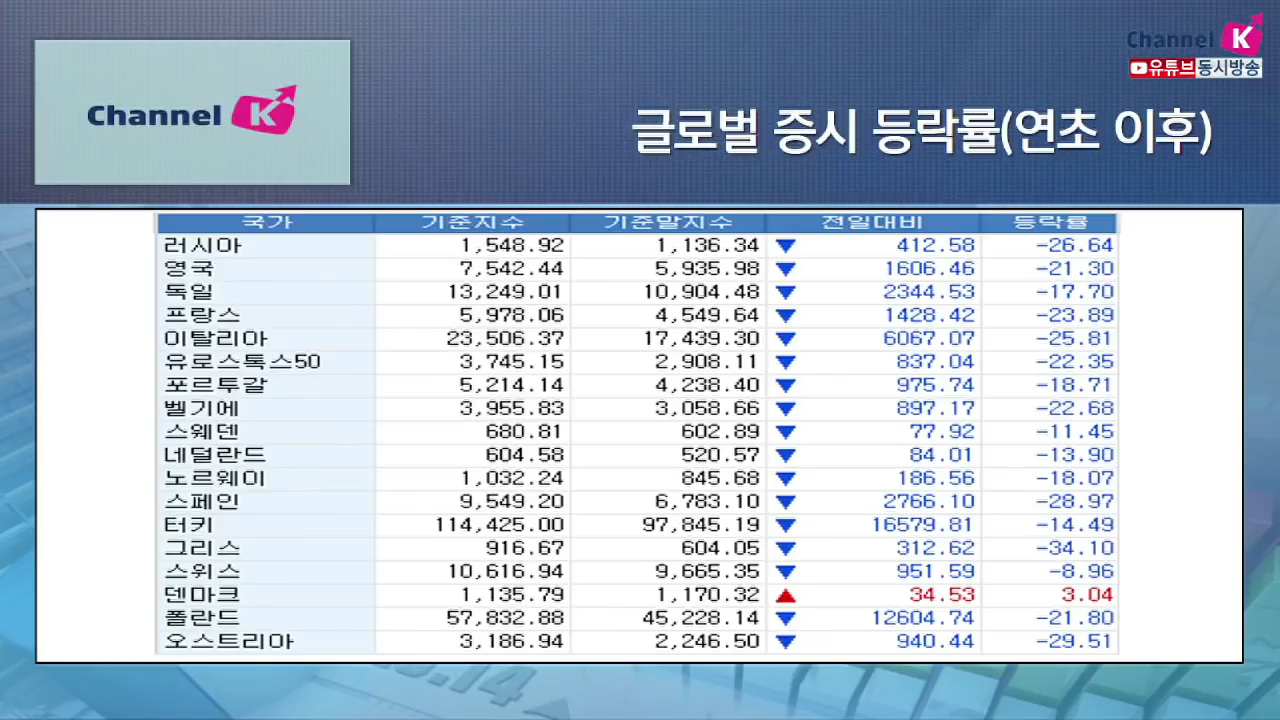 Channel K
유튜브 동시방송
Channel K
글로벌 증시 등락률(연초 이후)
국가 기준지수 기준말지수 전일대비 등락률
러시아 1,548.92 1,136.34 ▼ 412.58 -26.64
영국 7,542.44 5,935.98 ▼ 1606.46 -21.30
독일 13,249.01 10,904.48 ▼ 2344.53 -17.70
프랑스 5,978.06 4,549.64 ▼ 1428.42 -23.89
이탈리아 23,506.37 17,439.30 ▼ 6067.07 -25.81
유로스톡스50 3,745.15 2,908.11 ▼ 837.04 -22.35
포르투갈 5,214.14 4,238.40 ▼ 975.74 -18.71
벨기에 3,955.83 3,058.66 ▼ 897.17 -22.68
스웨덴 680.81 602.89 ▼ 77.92 -11.45
네덜란드 604.58 520.57 ▼ 84.01 -13.90
노르웨이 1,032.24 845.68 ▼ 186.56 -18.07
스페인 9,549.20 6,783.10 ▼ 2766.10 -28.97
터키 114,425.00 97,845.19 ▼ 16579.81 -14.49
그리스 916.67 604.05 ▼ 312.62 -34.10
스위스 10,616.94 9,665.35 ▼ 951.59 -8.96
덴마크 1,135.79 1,170.32 ▲ 34.53 3.04
폴란드 57,832.88 45,228.14 ▼ 12604.74 -21.80
오스트리아 3,186.94 2,246.50 ▼ 940.44 -29.51